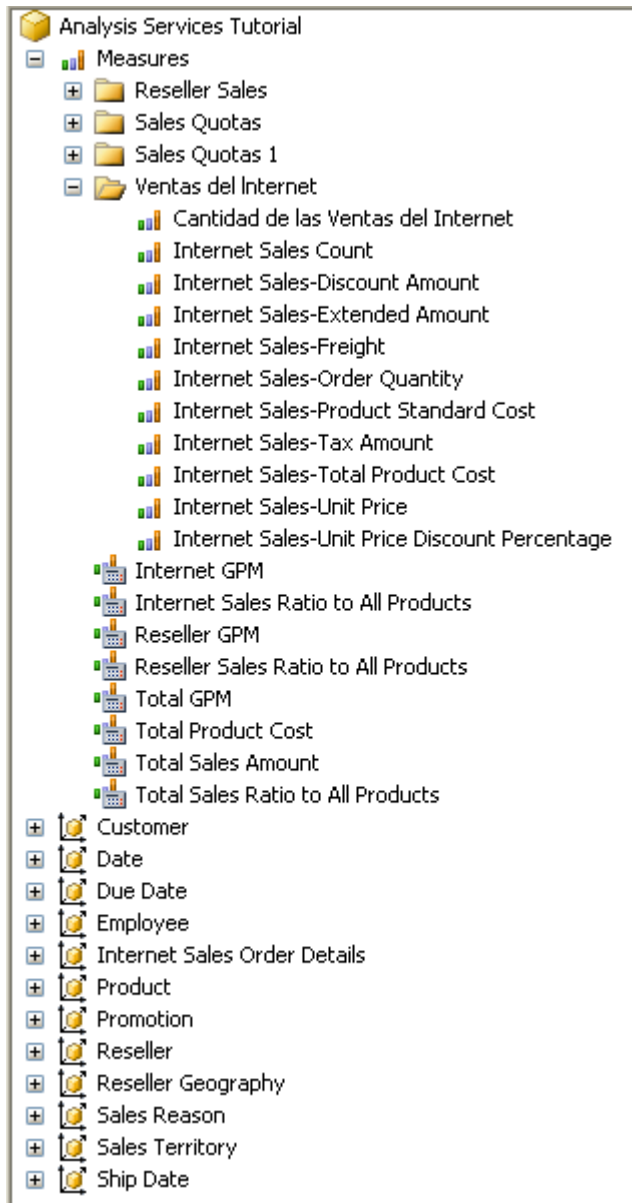 Analysis Services Tutorial
Measures
Reseller Sales
Sales Quotas
Sales Quotas 1
Ventas del Internet
Cantidad de las Ventas del Internet
Internet Sales Count
Internet Sales-Discount Amount
Internet Sales-Extended Amount
Internet Sales-Freight
Internet Sales-Order Quantity
Internet Sales-Product Standard Cost
Internet Sales-Tax Amount
Internet Sales-Total Product Cost
Internet Sales-Unit Price
Internet Sales-Unit Price Discount Percentage
Internet GPM
Internet Sales Ratio to All Products
Reseller GPM
Reseller Sales Ratio to All Products
Total GPM
Total Product Cost
Total Sales Amount
Total Sales Ratio to All Products
Customer
Date
Due Date
Employee
Internet Sales Order Details
Product
Promotion
Reseller
Reseller Geography
Sales Reason
Sales Territory
Ship Date